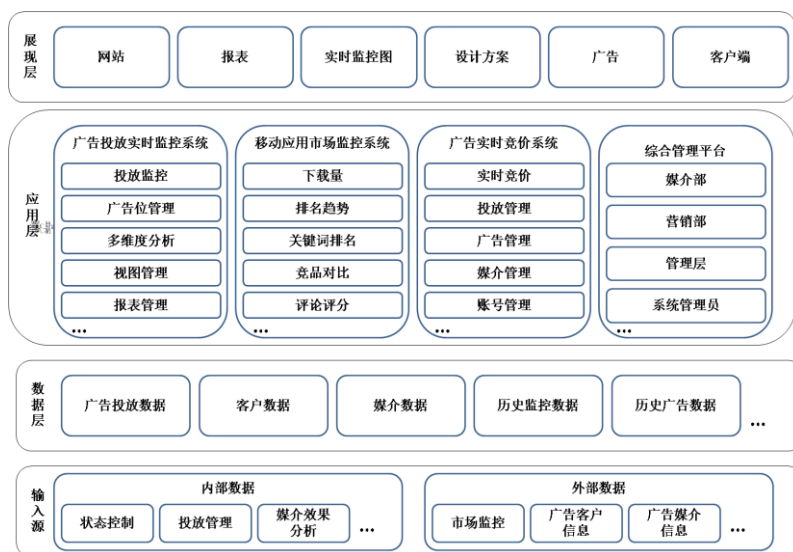 展现层
网站
报表
实时监控图
设计方案
广告
客户端
应用层
广告投放实时监控系统
投放监控
广告位管理
多维度分析
视图管理
报表管理
...
移动应用市场监控系统
下载量
排名趋势
关键词排名
竞品对比
评论评分
...
广告实时竞价系统
实时竞价
投放管理
广告管理
媒介管理
账号管理
...
综合管理平台
媒介部
营销部
管理层
系统管理员
...
数据层
广告投放数据
客户数据
媒介数据
历史监控数据
历史广告数据
...
输入源
内部数据
状态控制
投放管理
媒介效果
分析
...
外部数据
市场监控
广告客户
信息
广告媒介
信息
...